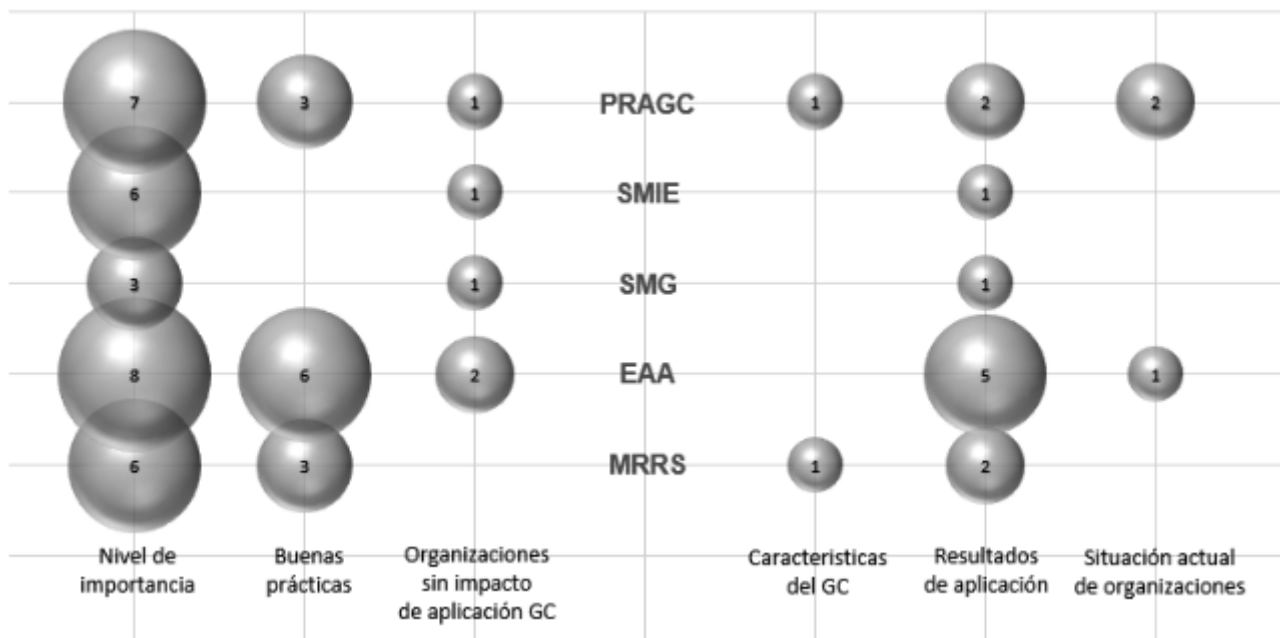 7 3 1 PRAGC 1 2 2
6 1 SMIE 1
3 1 SMG 1
8 6 2 EAA 5 1
6 3 MRRS 1 2
Nivel de
importancia
Buenas
prácticas
Organizaciones
sin impacto
de aplicación GC
Caracteristicas
del GC
Resultados
de aplicación
Situación actual
de organizaciones